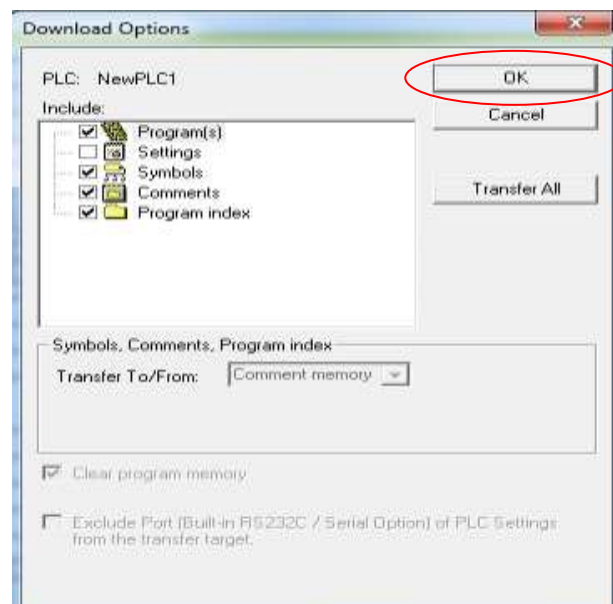 Download Options
PLC: NewPLC1
OK
Include:
Cancel
Program(s)
Settings
Symbols
Transfer All
Comments
Program index
Symbols, Comments, Program index
Transfer To/From: Comment memory
Clear program memory
Exclude Port (Built-in RS232C / Serial Option) of PLC Settings
from the transfer target.